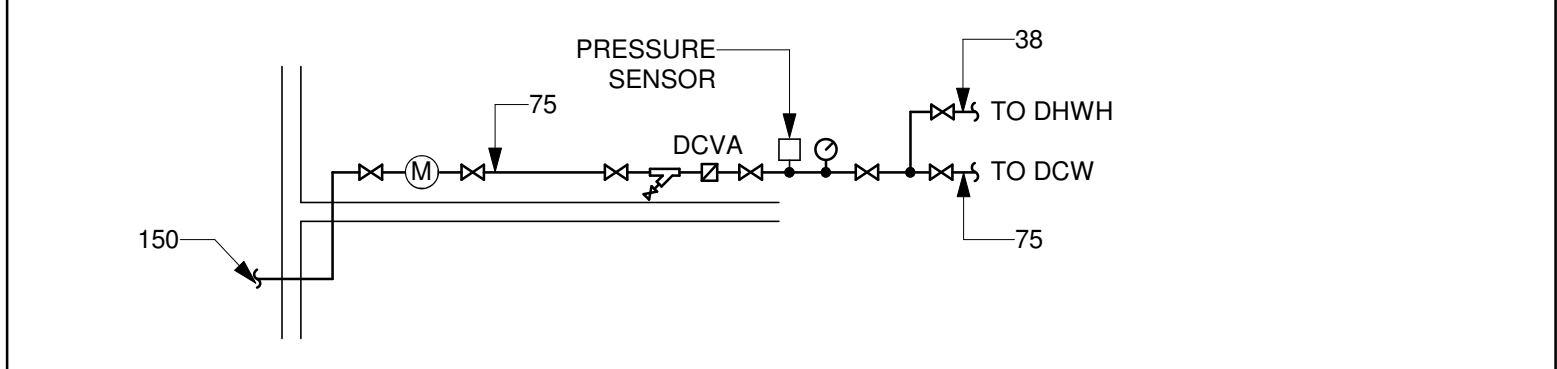 PRESSURE
SENSOR
38
75
TO DHWH
DCVA
M
TO DCW
150
75